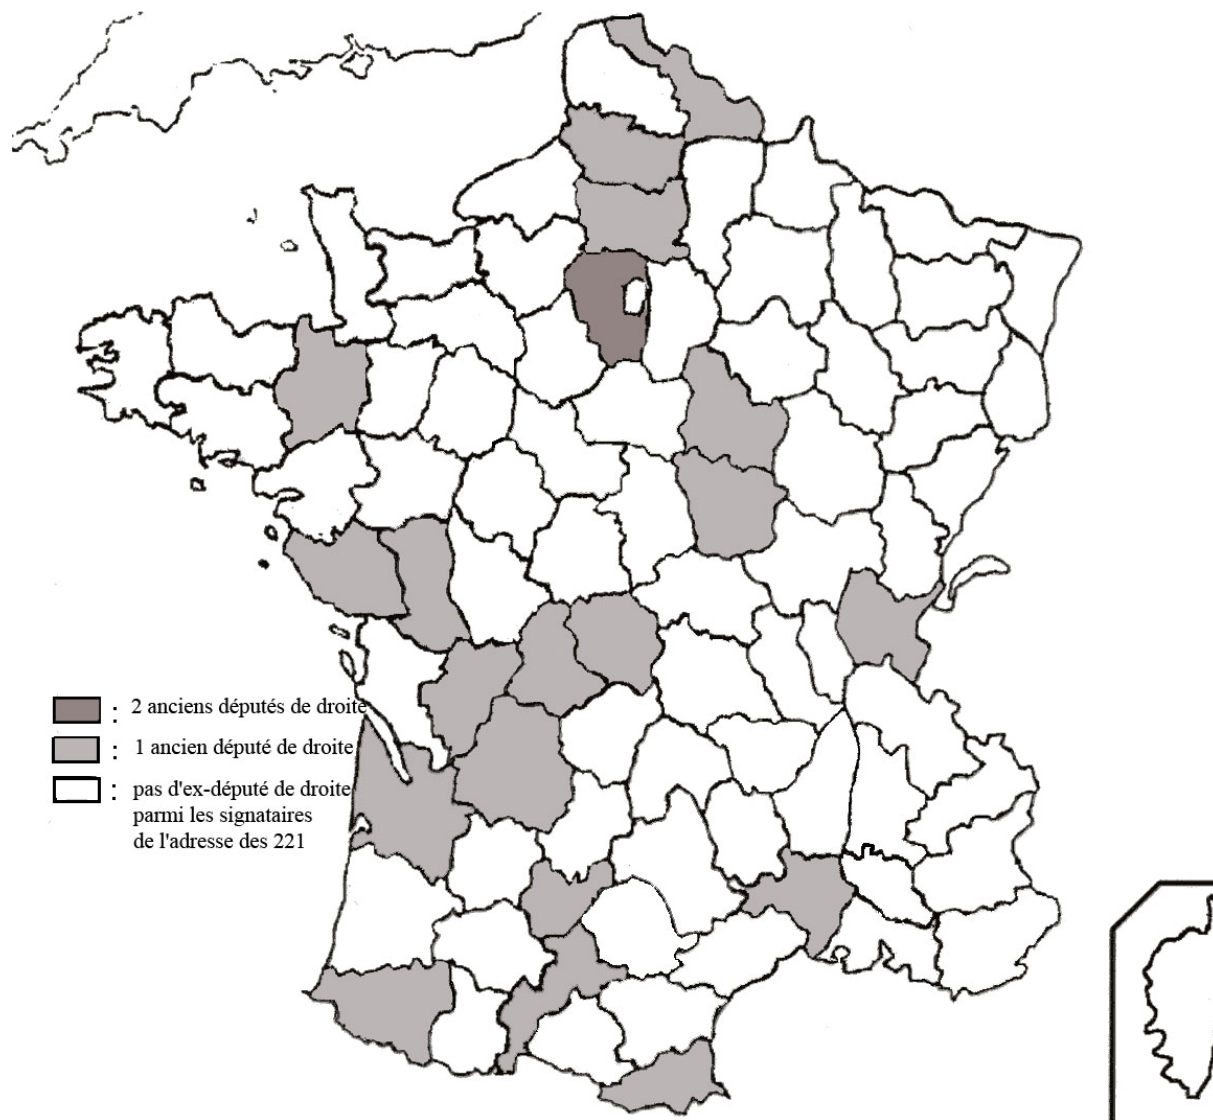 : 2 anciens députés de droite
: 1 ancien député de droite
: pas d'ex-député de droite
parmi les signataires
de l'adresse des 221